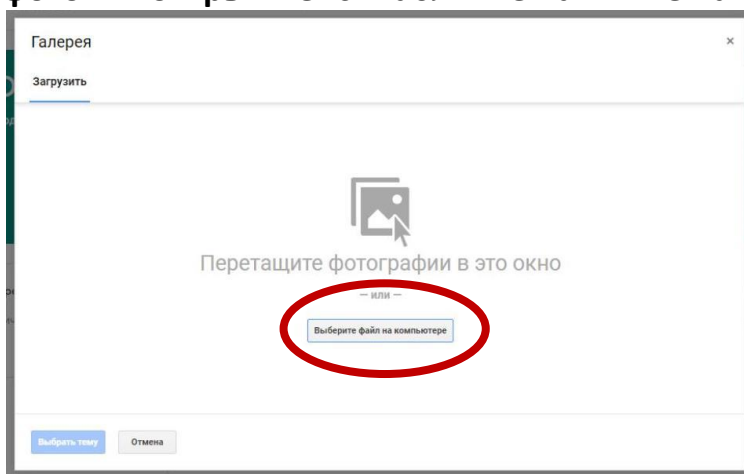 Галерея
×
Загрузить
Перетащите фотографии в это окно
— или —
Выберите файл на компьютере
Выбрать тему Отмена